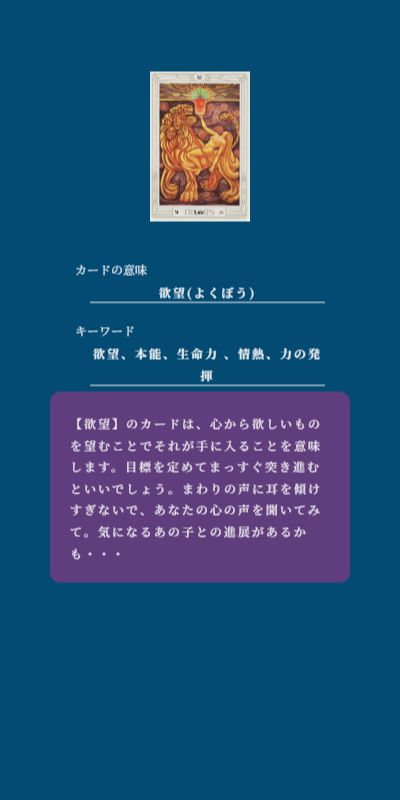 XI
TRUMPS
カードの意味
欲望(よくぼう)
キーワード
欲望、本能、生命力 、情熱、力の発
揮
【欲望】のカードは、心から欲しいもの
を望むことでそれが手に入ることを意味
します。目標を定めてまっすぐ突き進む
といいでしょう。まわりの声に耳を傾け
すぎないで、あなたの心の声を聞いてみ
て。気になるあの子との進展があるか
も・・・